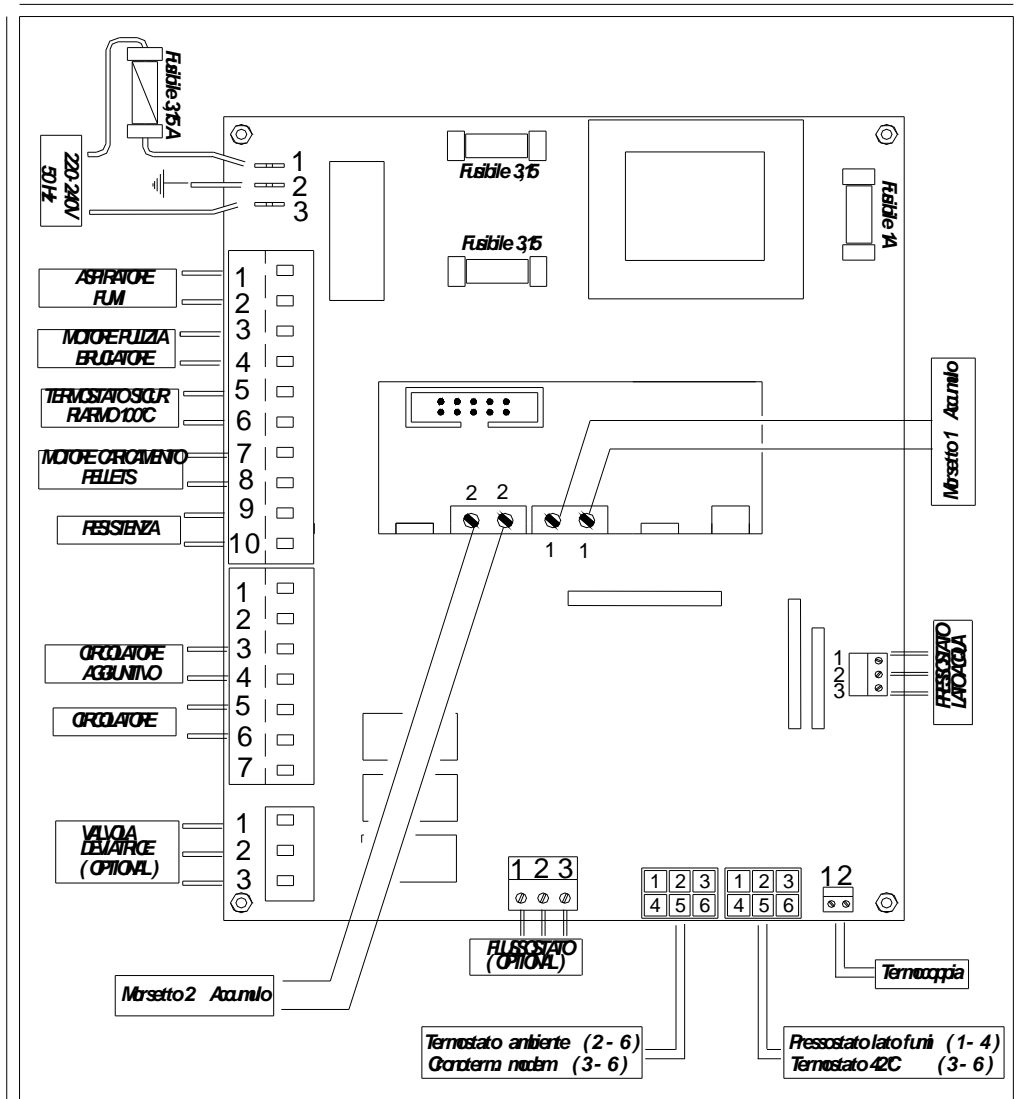 Fusibile 3,15 A
220-240V
50 Hz
1
2
3
Fusibile 3,15
Fusibile 3,15
Fusibile 1A
ASPIRATORE
FUMI
1
2
MOTORE PULIZIA
BRUCIATORE
3
4
TERMOSTATO SICUR
RIARMO 100°C
5
6
MOTORE CARICAMENTO
PELLETS
7
8
RESISTENZA
9
10
1
2
CIRCOLATORE
AGGIUNTIVO
3
4
CIRCOLATORE
5
6
7
VALVOLA
DEVIATRICE
( OPTIONAL )
1
2
3
2 2
1 1
Morsetto 1 Accumulo
1
2
3
PRESSOSTATO
LATO ACQUA
1 2 3
FLUSSOSTATO
( OPTIONAL )
1 2 3
4 5 6
1 2 3
4 5 6
1 2
Termocoppia
Morsetto 2 Accumulo
Termostato ambiente ( 2 - 6 )
Cronoterm. modem ( 3 - 6 )
Pressostato lato fumi ( 1 - 4 )
Termostato 42°C ( 3 - 6 )